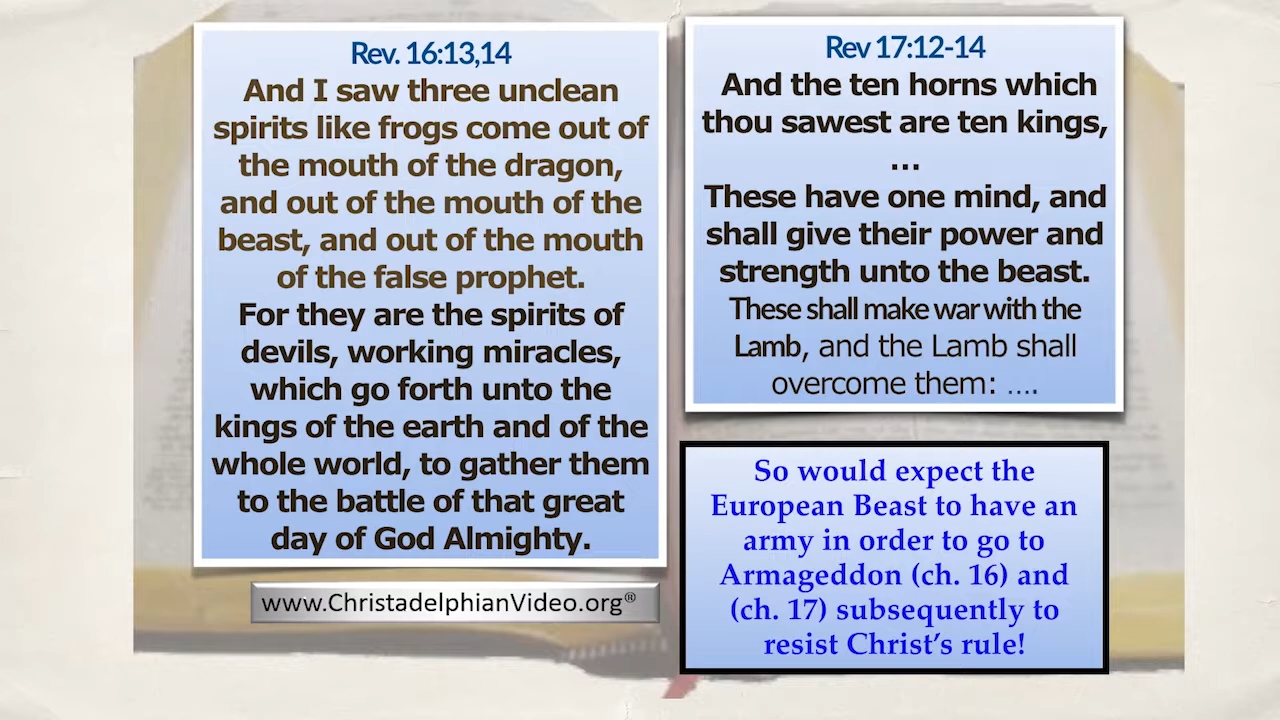 Rev. 16:13,14
And I saw three unclean
spirits like frogs come out of
the mouth of the dragon,
and out of the mouth of the
beast, and out of the mouth
of the false prophet.
For they are the spirits of
devils, working miracles,
which go forth unto the
kings of the earth and of the
whole world, to gather them
to the battle of that great
day of God Almighty.
www.ChristadelphianVideo.org®
Rev 17:12-14
And the ten horns which
thou sawest are ten kings,
...
These have one mind, and
shall give their power and
strength unto the beast.
These shall make war with the
Lamb, and the Lamb shall
overcome them: ....
So would expect the
European Beast to have an
army in order to go to
Armageddon (ch. 16) and
(ch. 17) subsequently to
resist Christ's rule!